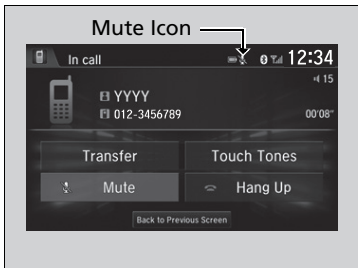 Mute Icon
In call 12:34
15
YYYY
012-3456789 00'08"
Transfer Touch Tones
Mute Hang Up
Back to Previous Screen